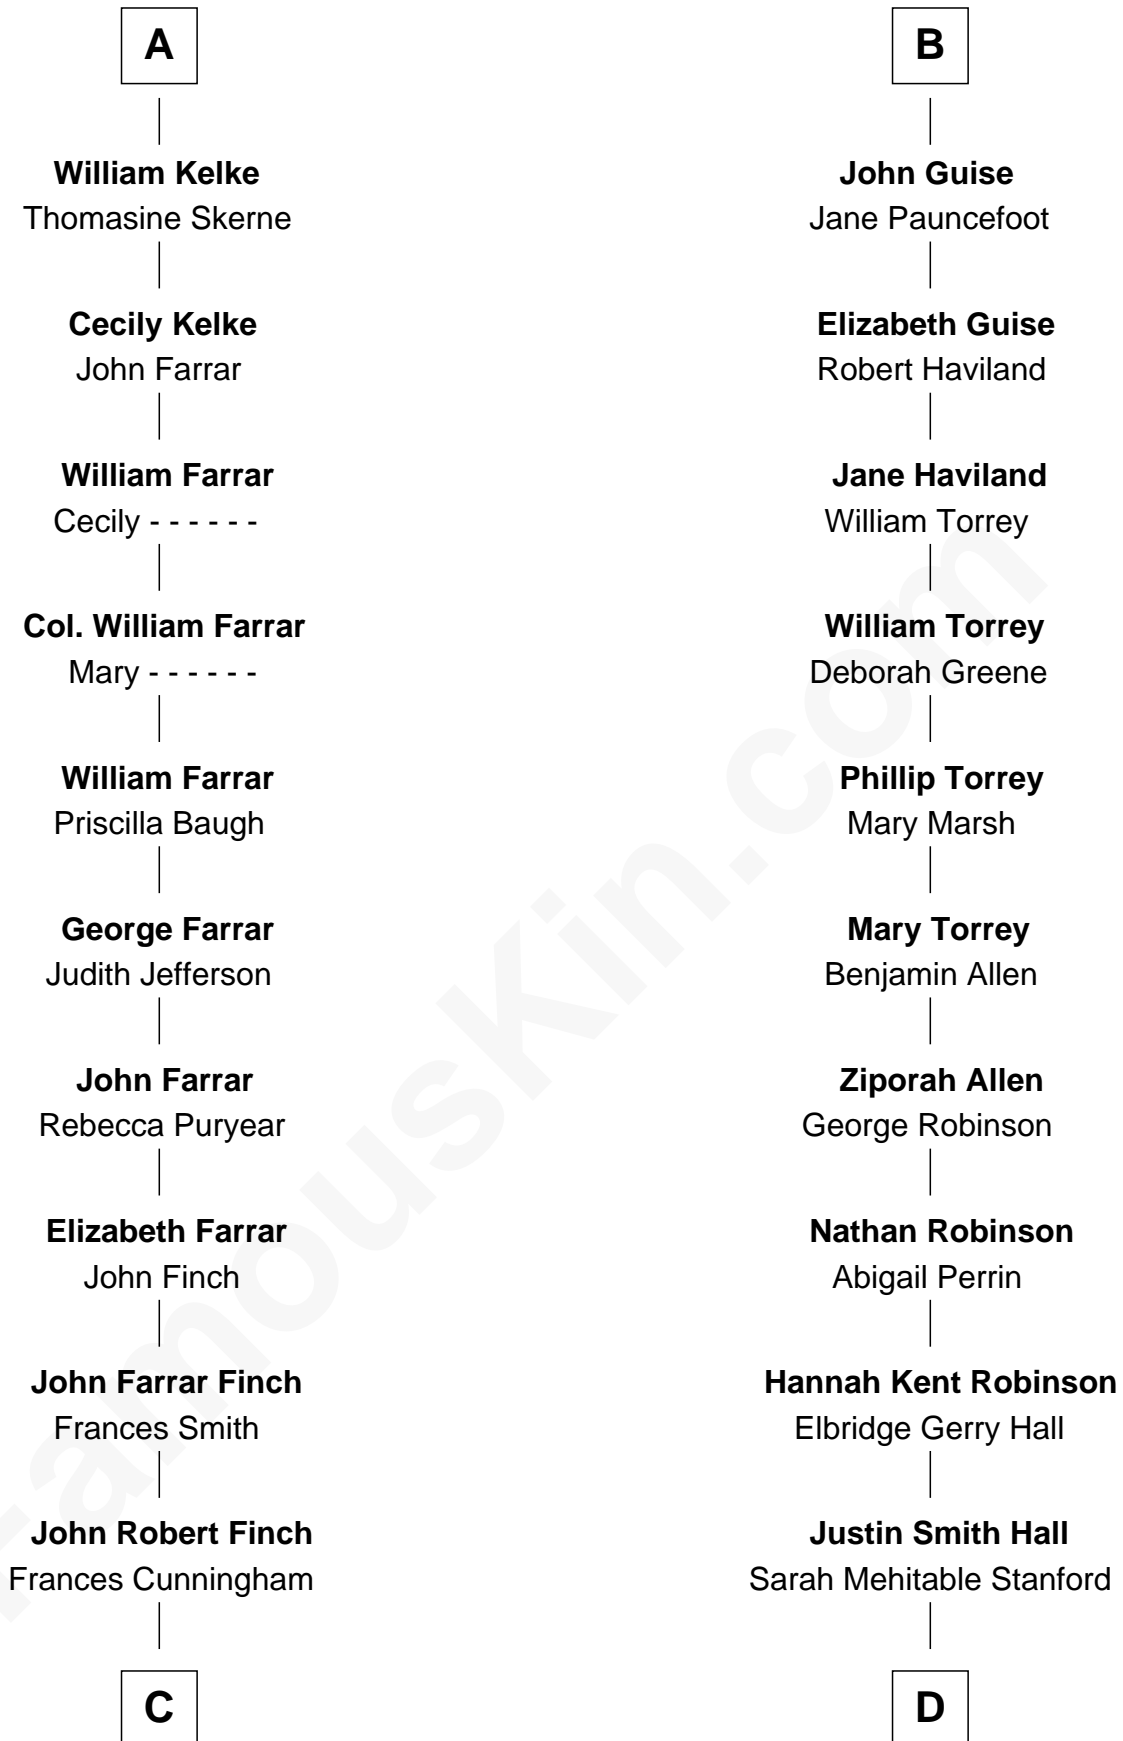 A
William Kelke
Thomasine Skerne
Cecily Kelke
John Farrar
William Farrar
Cecily - - - - - -
Col. William Farrar
Mary - - - - - -
William Farrar
Priscilla Baugh
George Farrar
Judith Jefferson
John Farrar
Rebecca Puryear
Elizabeth Farrar
John Finch
John Farrar Finch
Frances Smith
John Robert Finch
Frances Cunningham
C
B
John Guise
Jane Pauncefoot
Elizabeth Guise
Robert Haviland
Jane Haviland
William Torrey
William Torrey
Deborah Greene
Phillip Torrey
Mary Marsh
Mary Torrey
Benjamin Allen
Ziporah Allen
George Robinson
Nathan Robinson
Abigail Perrin
Hannah Kent Robinson
Elbridge Gerry Hall
Justin Smith Hall
Sarah Mehitable Stanford
D
FamousKin.com